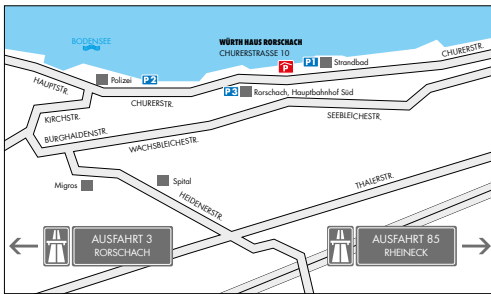 BODENSEE
WÜRTH HAUS RORSCHACH
CHURERSTRASSE 10
P
P1 Strandbad
CHURERSTR.
Polizei P2
HAUPTSTR.
CHURERSTR.
P3 Rorschach, Hauptbahnhof Süd
SEEBLEICHESTR.
KIRCHSTR.
BURGHALDENSTR.
WACHSBLEICHESTR.
Migros
Spital
HEIDENERSTR.
THALERSTR.
AUSFAHRT 3
RORSCHACH
AUSFAHRT 85
RHEINECK